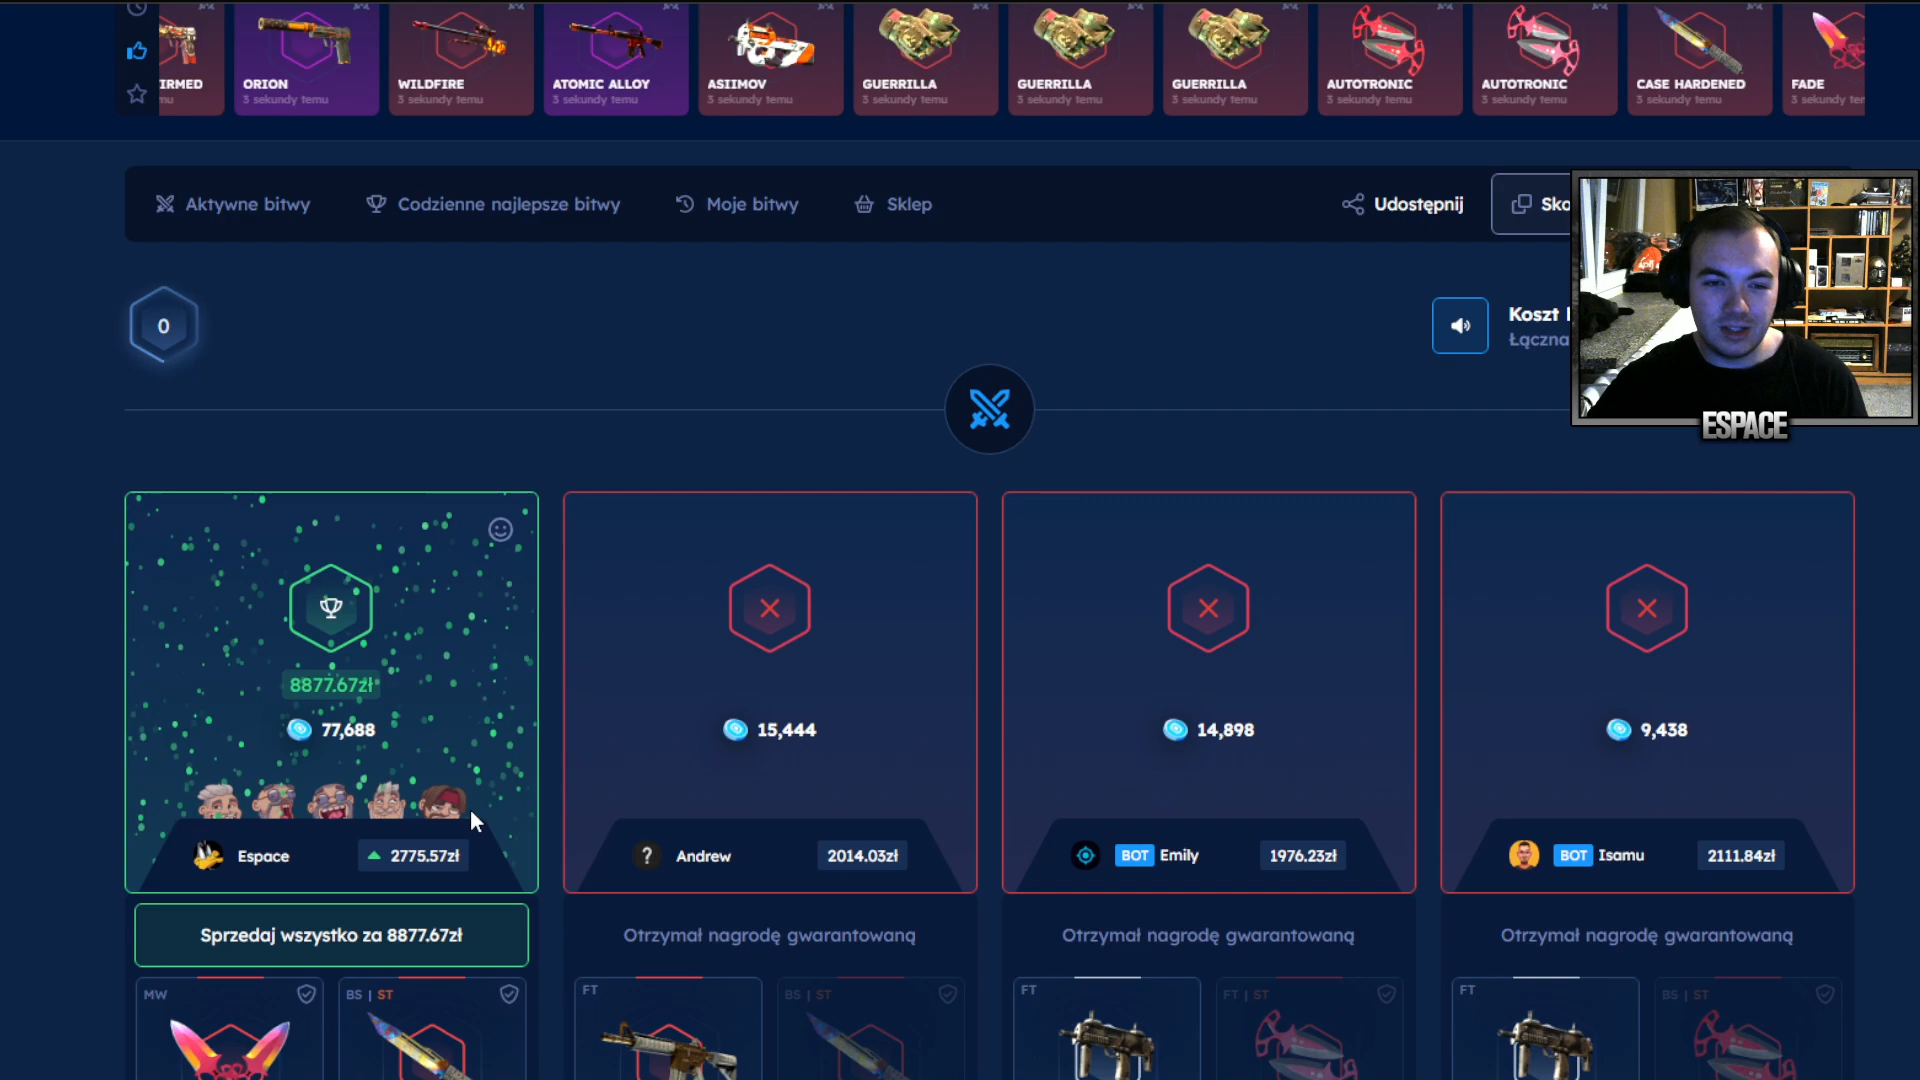 IRMED
mu
ORION
3 sekundy temu
WILDFIRE
3 sekundy temu
ATOMIC ALLOY
3 sekundy temu
ASIIMOV
3 sekundy temu
GUERRILLA
3 sekundy temu
GUERRILLA
3 sekundy temu
GUERRILLA
3 sekundy temu
AUTOTRONIC
3 sekundy temu
AUTOTRONIC
3 sekundy temu
CASE HARDENED
3 sekundy temu
FADE
3 sekundy ter
Aktywne bitwy
Codzienne najlepsze bitwy
Moje bitwy
Sklep
Udostępnij
Sko
0
Koszt
Łączna
ESPACE
8877.67zł
77,688
15,444
14,898
9,438
Espace
2775.57zł
? Andrew
2014.03zł
BOT Emily
1976.23zł
BOT Isamu
2111.84zł
Sprzedaj wszystko za 8877.67zł
Otrzymał nagrodę gwarantowaną
Otrzymał nagrodę gwarantowaną
Otrzymał nagrodę gwarantowaną
MW
BS | ST
FT
BS | ST
FT
FT | ST
FT
BS | ST